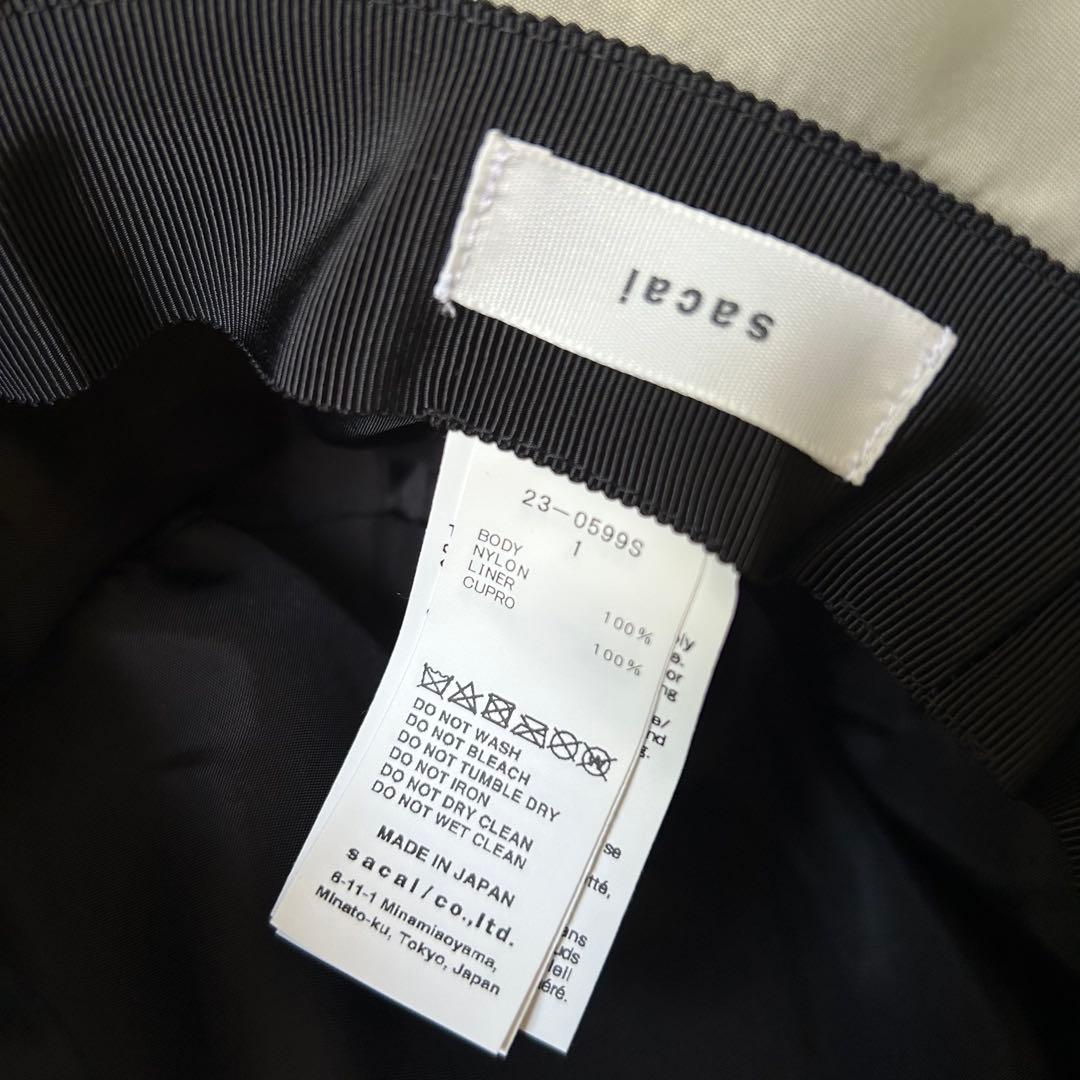 sacai
23-0599S
1
BODY
NYLON 100%
LINER
CUPRO 100%
DO NOT WASH
DO NOT BLEACH
DO NOT TUMBLE DRY
DO NOT IRON
DO NOT DRY CLEAN
DO NOT WET CLEAN
MADE IN JAPAN
sacai/co.,ltd.
8-11-1 Minamiaoyama,
Minato-ku, Tokyo, Japan